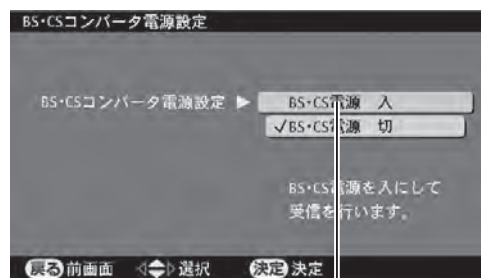 BS・CSコンバータ電源設定
BS・CSコンバータ電源設定 ▶ BS・CS電源 入
✓BS・CS電源 切
BS・CS電源を入にして
受信を行います。
戻る 前画面 選択 決定 決定